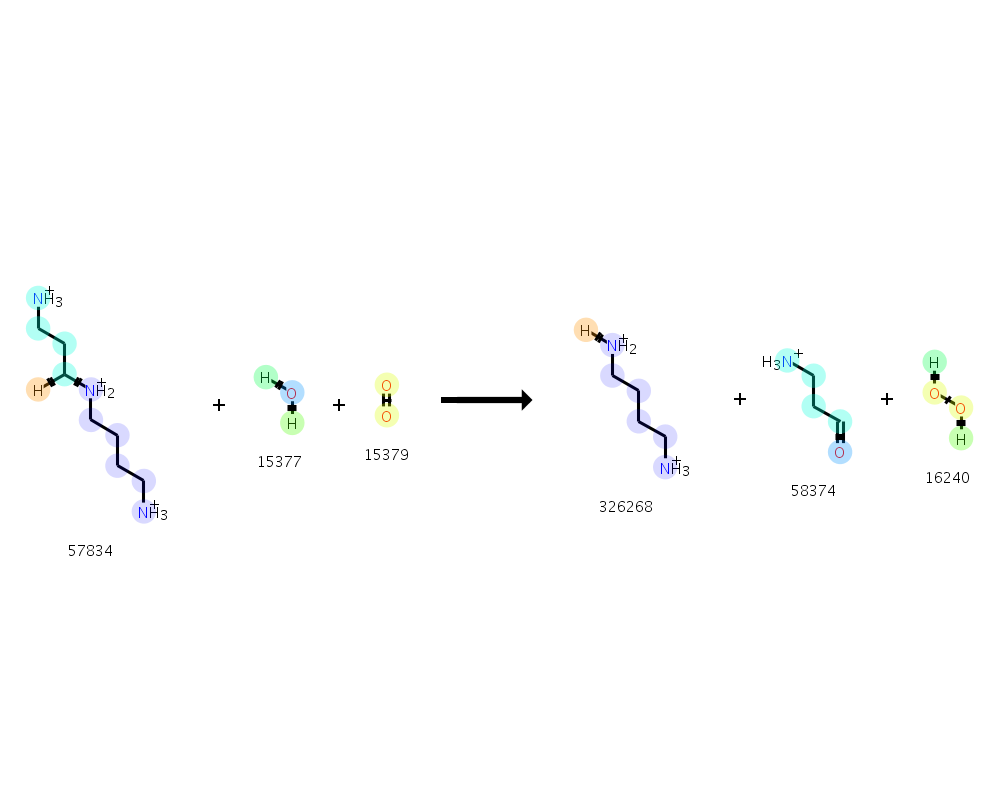 NH3+
H
NH2+
NH3+
57834
+
H
O
H
15377
+
O
O
15379
H
NH2+
NH3+
326268
+
H3N+
O
58374
+
H
O
O
H
16240